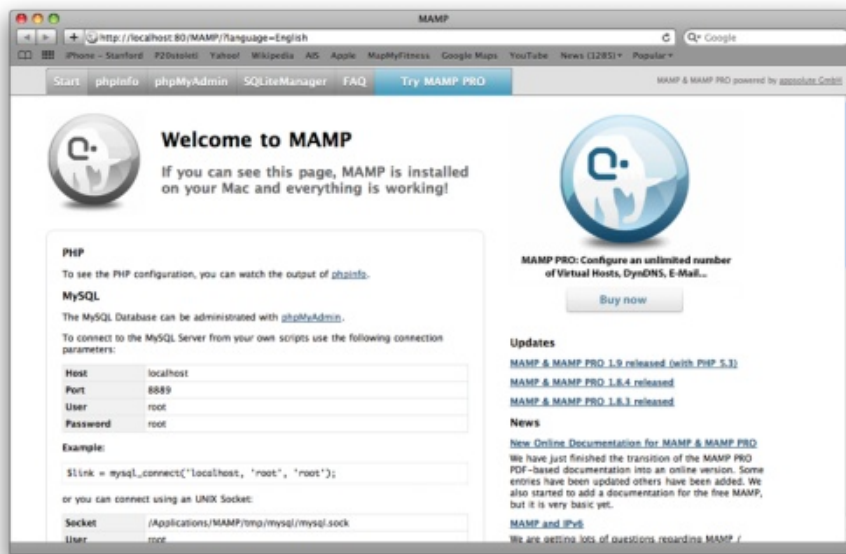 MAMP
http://localhost:80/MAMP/?language=English
Google
iPhone - Stanford P20stoleti Yahoo! Wikipedia AIS Apple MapMyFitness Google Maps YouTube News (1285) Popular
Start phpInfo phpMyAdmin SQLiteManager FAQ Try MAMP PRO
MAMP & MAMP PRO powered by appsolute GmbH
Welcome to MAMP
If you can see this page, MAMP is installed
on your Mac and everything is working!
PHP
To see the PHP configuration, you can watch the output of phpinfo.
MySQL
The MySQL Database can be administrated with phpMyAdmin.
To connect to the MySQL Server from your own scripts use the following connection
parameters:
Host localhost
Port 8889
User root
Password root
Example:
$link = mysql_connect('localhost, 'root', 'root');
or you can connect using an UNIX Socket:
Socket /Applications/MAMP/tmp/mysql/mysql.sock
User root
MAMP PRO: Configure an unlimited number
of Virtual Hosts, DynDNS, E-Mail...
Buy now
Updates
MAMP & MAMP PRO 1.9 released (with PHP 5.3)
MAMP & MAMP PRO 1.8.4 released
MAMP & MAMP PRO 1.8.3 released
News
New Online Documentation for MAMP & MAMP PRO
We have just finished the transition of the MAMP PRO
PDF-based documentation into an online version. Some
entries have been updated others have been added. We
also started to add a documentation for the free MAMP,
but it is very basic yet.
MAMP and IPv6
We are getting lots of questions regarding MAMP /